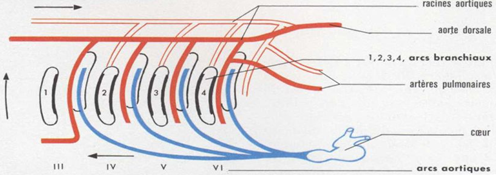 racines aortiques
aorte dorsale
1,2,3,4, arcs branchiaux
artères pulmonaires
1 2 3 4
cœur
III IV V VI
arcs aortiques